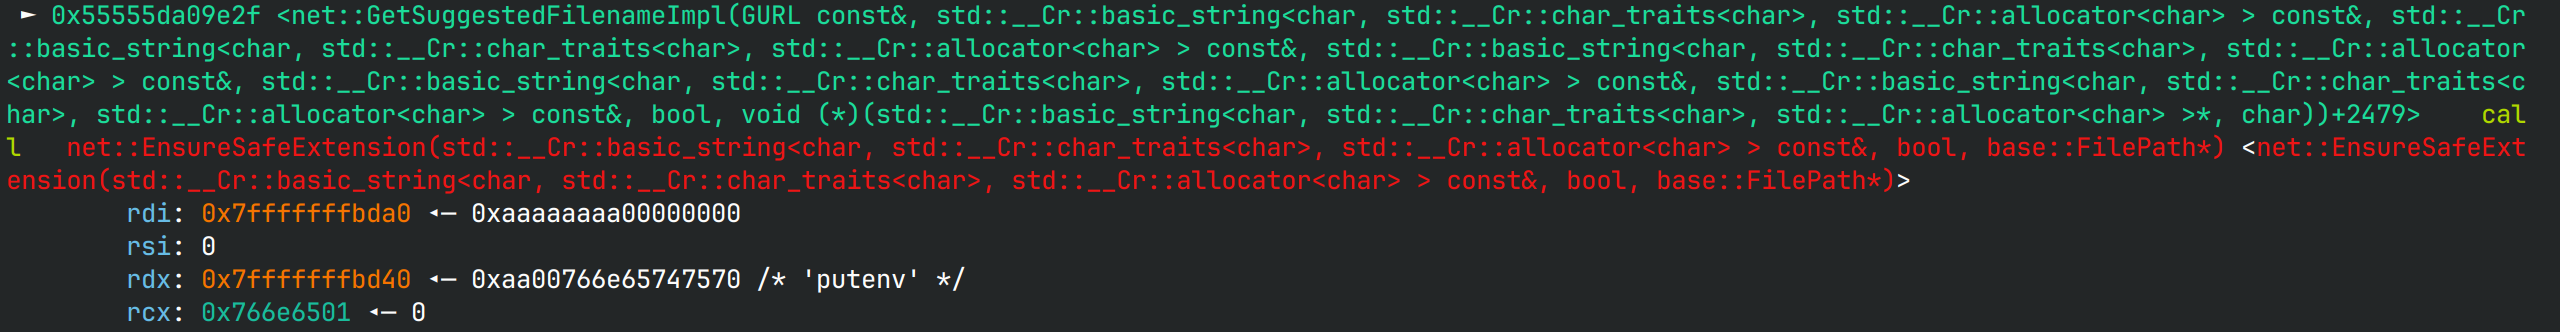 ► 0x55555da09e2f <net::GetSuggestedFilenameImpl(GURL const&, std::__Cr::basic_string<char, std::__Cr::char_traits<char>, std::__Cr::allocator<char> > const&, std::__Cr
::basic_string<char, std::__Cr::char_traits<char>, std::__Cr::allocator<char> > const&, std::__Cr::basic_string<char, std::__Cr::char_traits<char>, std::__Cr::allocator
<char> > const&, std::__Cr::basic_string<char, std::__Cr::char_traits<char>, std::__Cr::allocator<char> > const&, std::__Cr::basic_string<char, std::__Cr::char_traits<c
har>, std::__Cr::allocator<char> > const&, bool, void (*)(std::__Cr::basic_string<char, std::__Cr::char_traits<char>, std::__Cr::allocator<char> >*, char))+2479>    cal
l   net::EnsureSafeExtension(std::__Cr::basic_string<char, std::__Cr::char_traits<char>, std::__Cr::allocator<char> > const&, bool, base::FilePath*) <net::EnsureSafeExt
ension(std::__Cr::basic_string<char, std::__Cr::char_traits<char>, std::__Cr::allocator<char> > const&, bool, base::FilePath*)>
rdi: 0x7fffffffbda0 ◂— 0xaaaaaaaa00000000
rsi: 0
rdx: 0x7fffffffbd40 ◂— 0xaa00766e65747570 /* 'putenv' */
rcx: 0x766e6501 ◂— 0